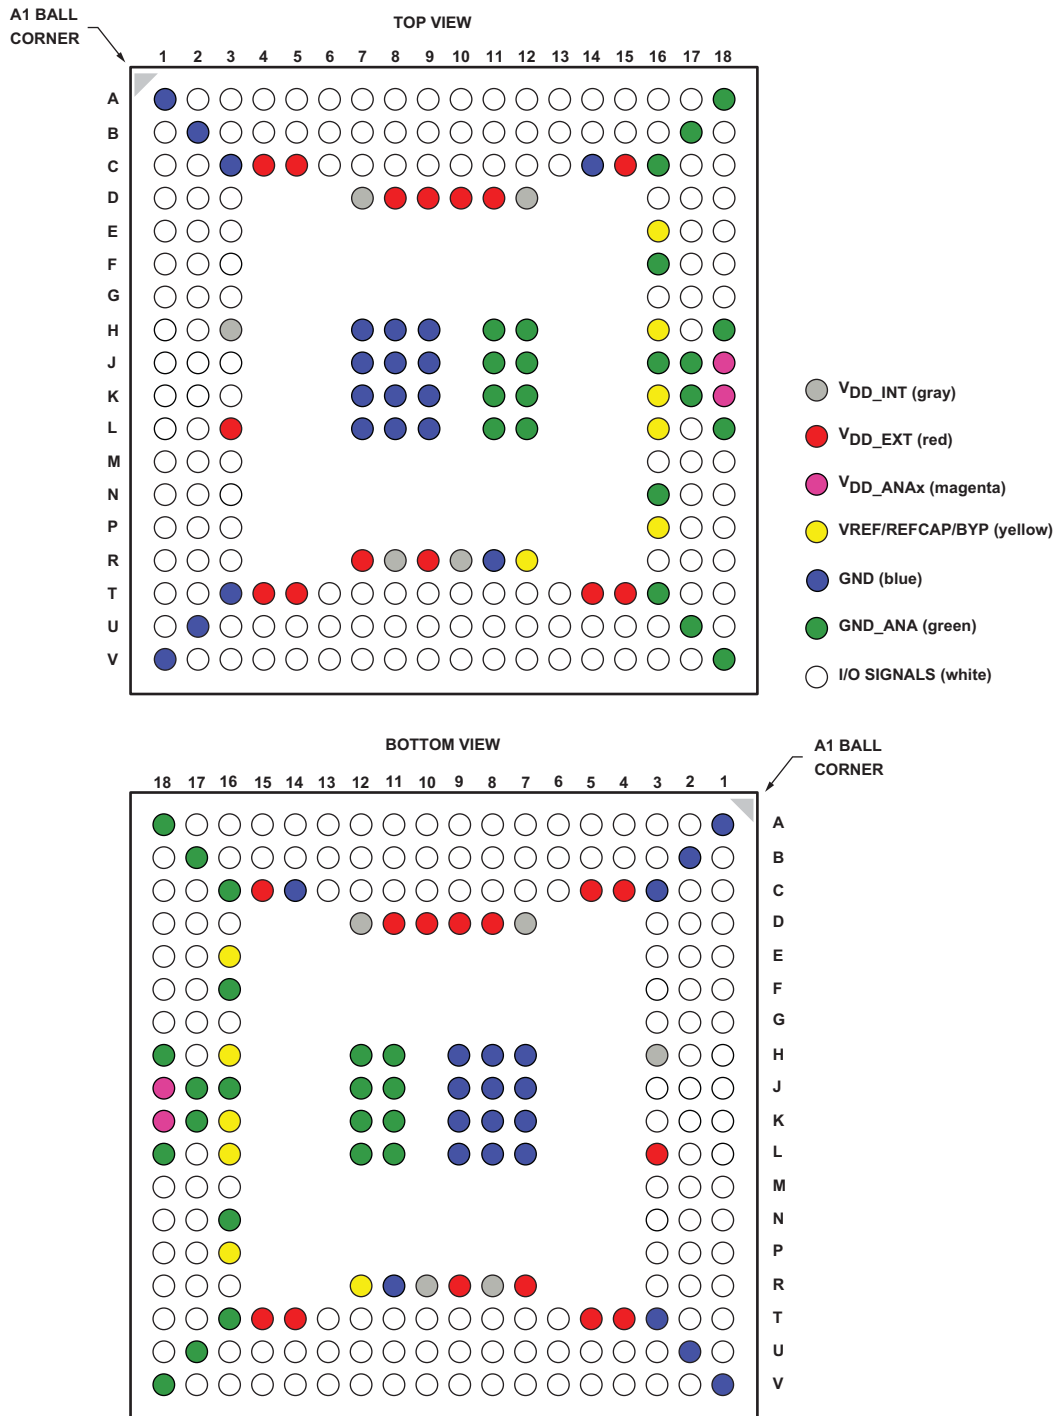 A1 BALL
CORNER
TOP VIEW
1 2 3 4 5 6 7 8 9 10 11 12 13 14 15 16 17 18
A
B
C
D
E
F
G
H
J
K
L
M
N
P
R
T
U
V
VDD_INT (gray)
VDD_EXT (red)
VDD_ANAx (magenta)
VREF/REFCAP/BYP (yellow)
GND (blue)
GND_ANA (green)
I/O SIGNALS (white)
BOTTOM VIEW
A1 BALL
CORNER
18 17 16 15 14 13 12 11 10 9 8 7 6 5 4 3 2 1
A
B
C
D
E
F
G
H
J
K
L
M
N
P
R
T
U
V